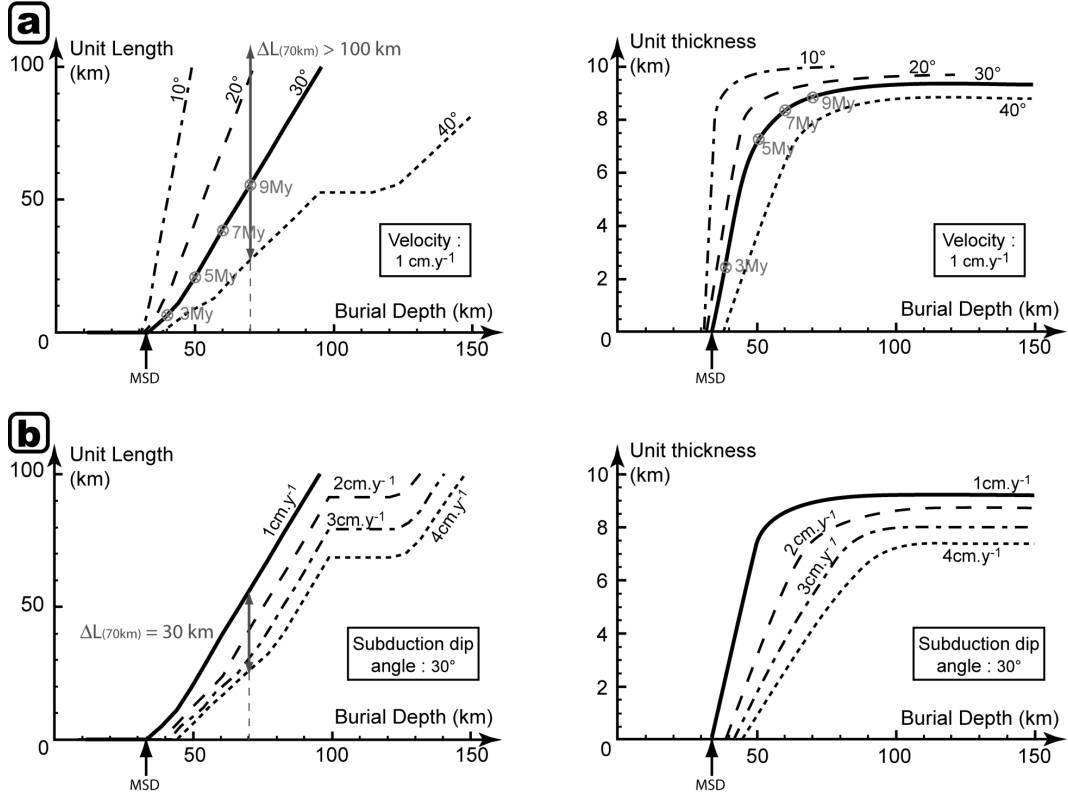 a
Unit Length
(km)
ΔL(70km) > 100 km
100
50
0
10°
20°
30°
40°
9My
7My
5My
3My
Velocity :
1 cm.y-1
Burial Depth (km)
50
100
150
MSD
Unit thickness
(km)
10
8
6
4
2
0
10°
20°
30°
40°
9My
7My
5My
3My
Velocity :
1 cm.y-1
Burial Depth (km)
50
100
150
MSD
b
Unit Length
(km)
100
50
0
1cm.y-1
2cm.y-1
3cm.y-1
4cm.y-1
ΔL(70km) = 30 km
Subduction dip
angle : 30°
Burial Depth (km)
50
100
150
MSD
Unit thickness
(km)
10
8
6
4
2
0
1cm.y-1
2cm.y-1
3cm.y-1
4cm.y-1
Subduction dip
angle : 30°
Burial Depth (km)
50
100
150
MSD